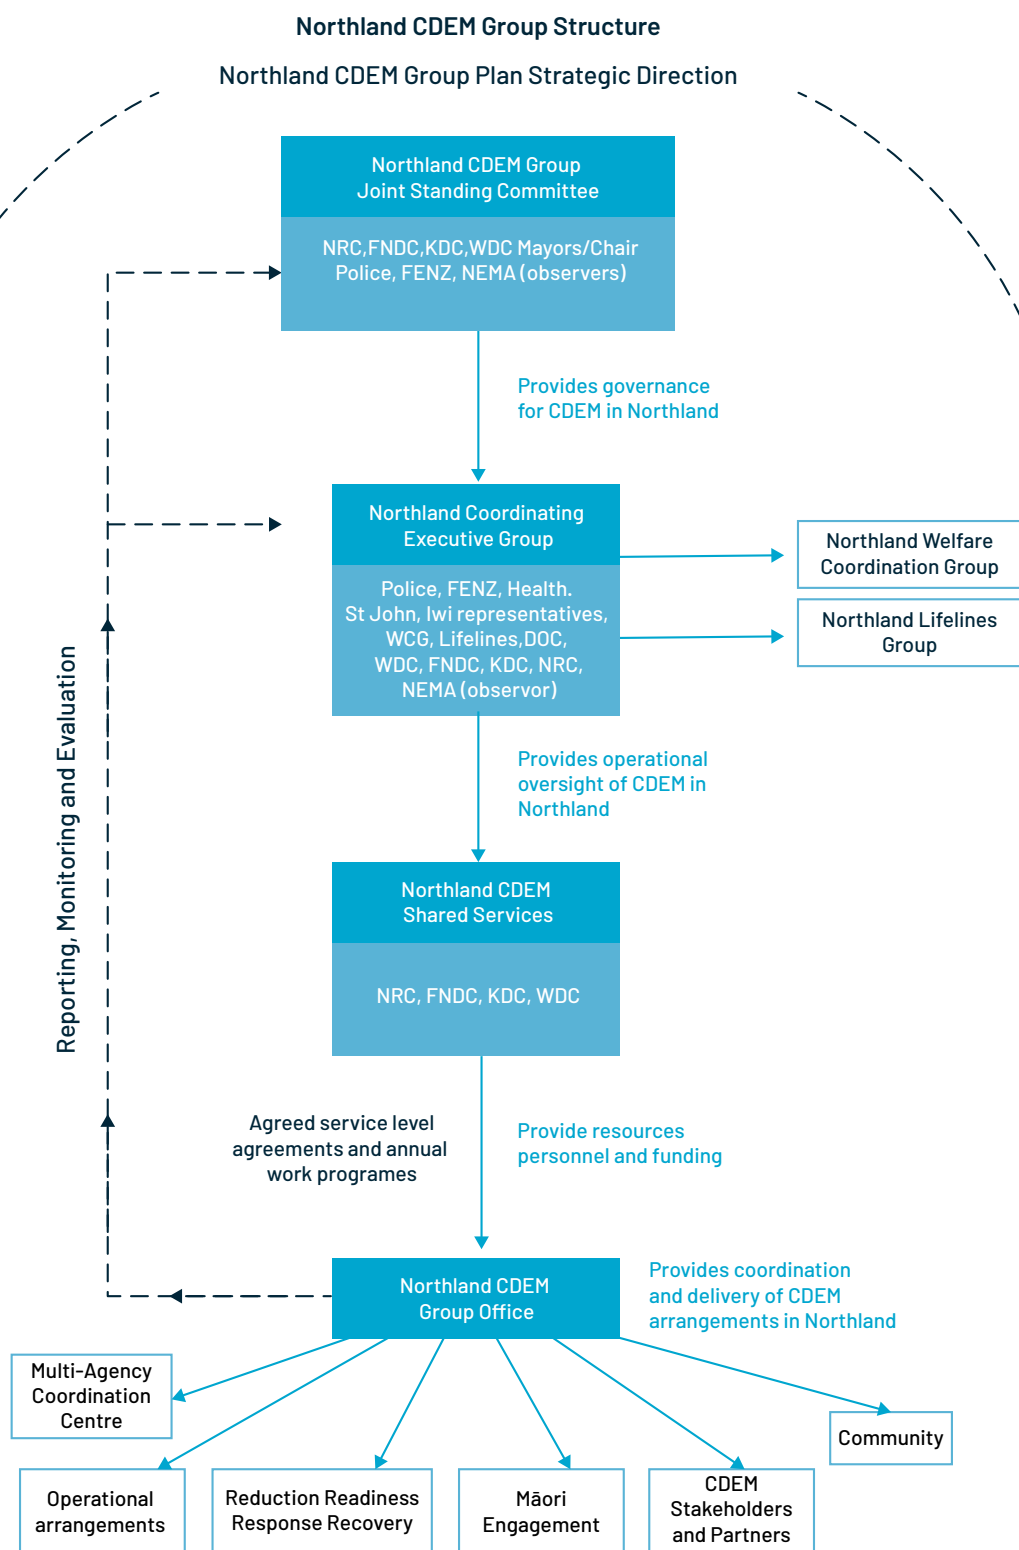 Northland CDEM Group Structure
Northland CDEM Group Plan Strategic Direction
Northland CDEM Group
Joint Standing Committee
NRC,FNDC,KDC,WDC Mayors/Chair
Police, FENZ, NEMA (observers)
Provides governance
for CDEM in Northland
Northland Coordinating
Executive Group
Police, FENZ, Health.
St John, Iwi representatives,
WCG, Lifelines,DOC,
WDC, FNDC, KDC, NRC,
NEMA (observor)
Northland Welfare
Coordination Group
Northland Lifelines
Group
Reporting, Monitoring and Evaluation
Provides operational
oversight of CDEM in
Northland
Northland CDEM
Shared Services
NRC, FNDC, KDC, WDC
Agreed service level
agreements and annual
work programes
Provide resources
personnel and funding
Northland CDEM
Group Office
Provides coordination
and delivery of CDEM
arrangements in Northland
Multi-Agency
Coordination
Centre
Operational
arrangements
Reduction Readiness
Response Recovery
Māori
Engagement
CDEM
Stakeholders
and Partners
Community